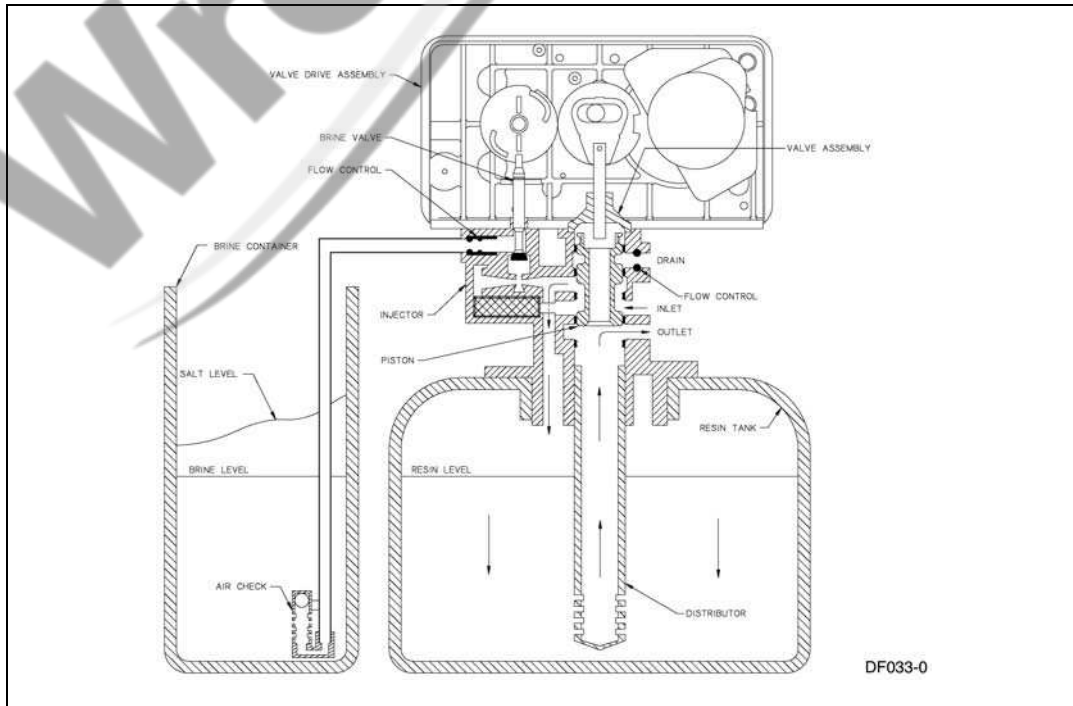 Wr
VALVE DRIVE ASSEMBLY
BRINE VALVE
VALVE ASSEMBLY
FLOW CONTROL
BRINE CONTAINER
DRAIN
FLOW CONTROL
INJECTOR
INLET
OUTLET
PISTON
SALT LEVEL
RESIN TANK
BRINE LEVEL
RESIN LEVEL
AIR CHECK
DISTRIBUTOR
DF033-0